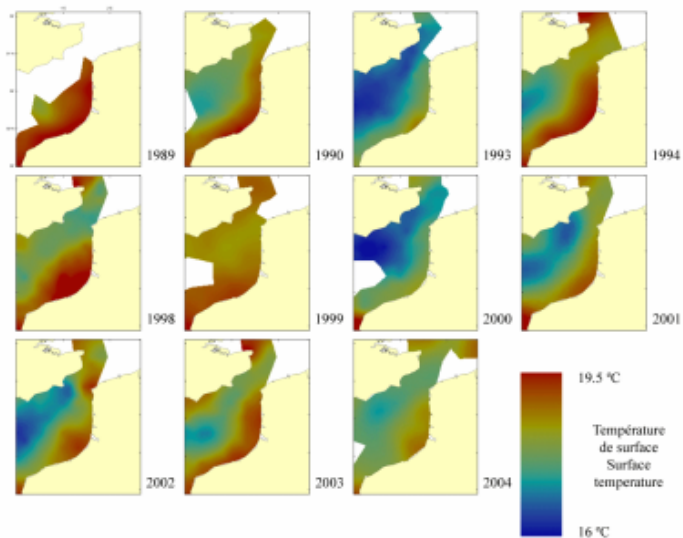 1989
1990
1993
1994
1998
1999
2000
2001
2002
2003
2004
19.5 °C
Température
de surface
Surface
temperature
16 °C